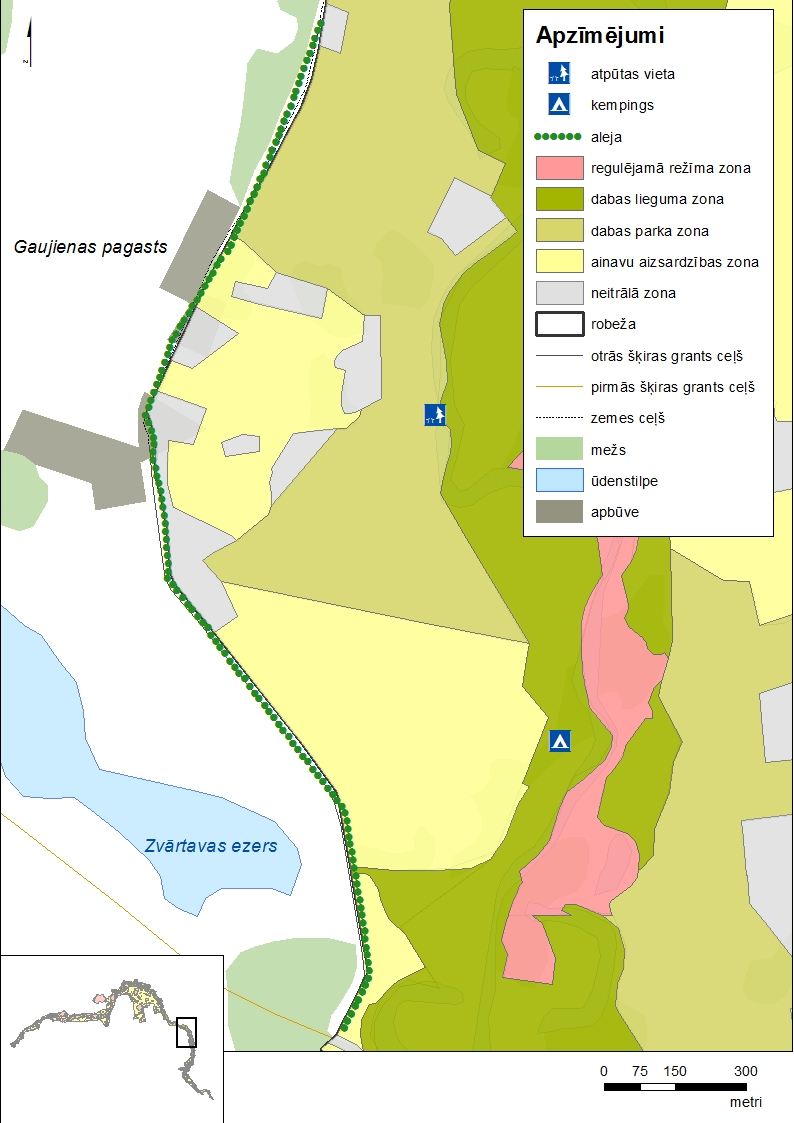 z
Gaujienas pagasts
Zvārtavas ezers
Apzīmējumi
atpūtas vieta
kempings
aleja
regulējamā režīma zona
dabas lieguma zona
dabas parka zona
ainavu aizsardzības zona
neitrālā zona
robeža
otrās šķiras grants ceļš
pirmās šķiras grants ceļš
zemes ceļš
mežs
ūdenstilpe
apbūve
0 75 150 300
metri